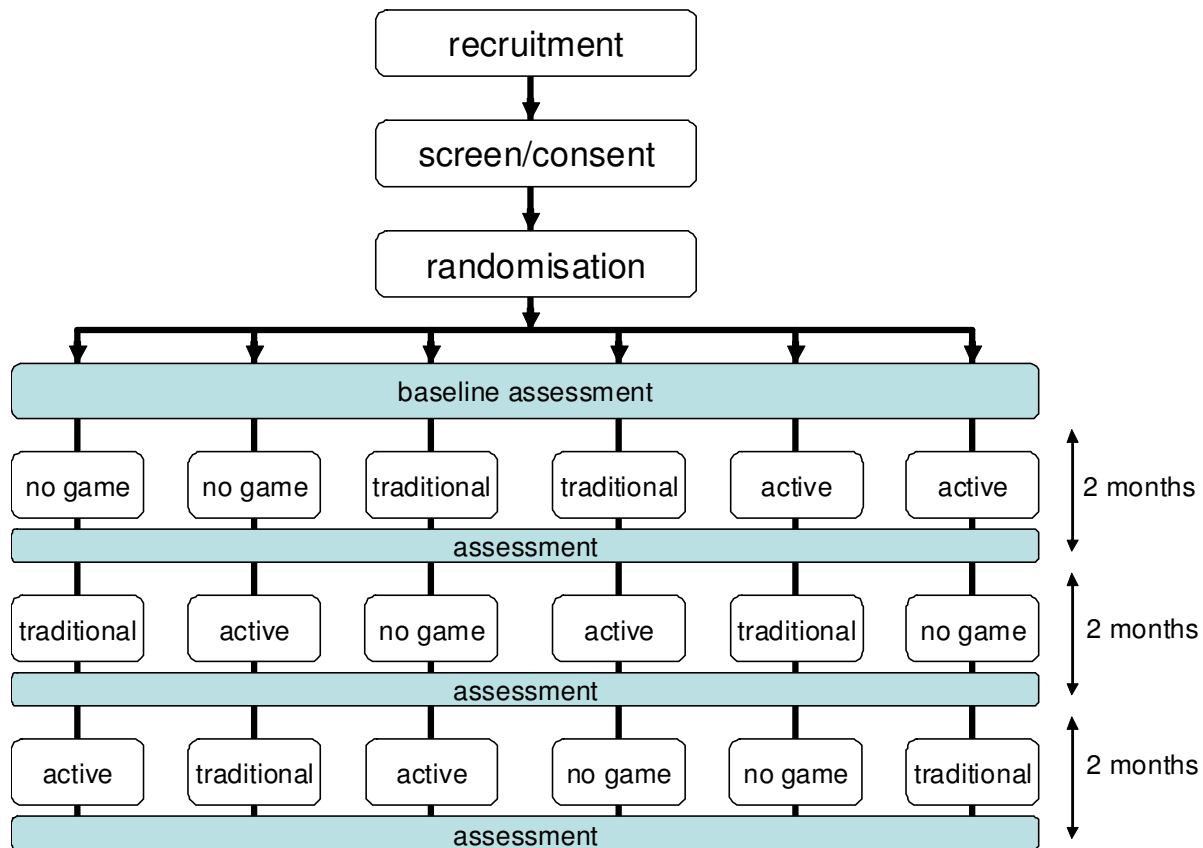 recruitment
screen/consent
randomisation
baseline assessment
no game no game traditional traditional active active 2 months
assessment
traditional active no game active traditional no game 2 months
assessment
active traditional active no game no game traditional 2 months
assessment